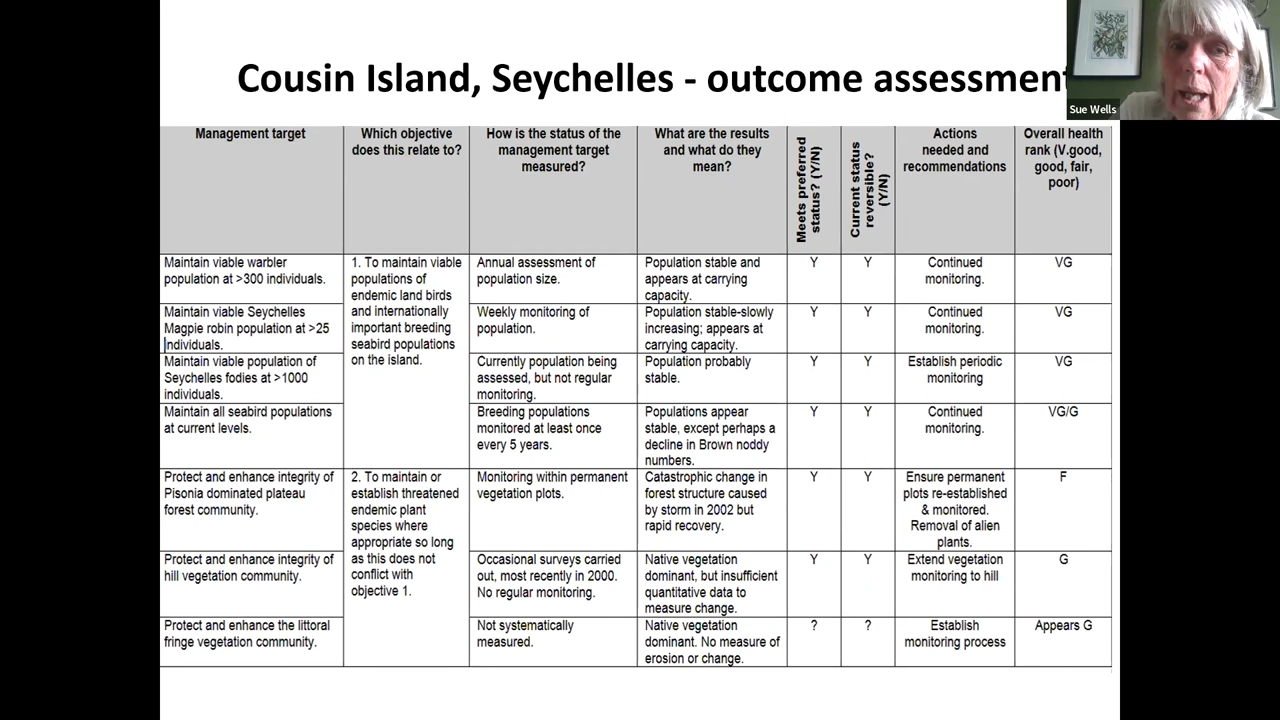 Cousin Island, Seychelles - outcome assessment
Sue Wells
Management target
Which objective
does this relate to?
How is the status of the
management target
measured?
What are the results
and what do they
mean?
Meets preferred
status? (Y/N)
Current status
reversible?
(Y/N)
Actions
needed and
recommendations
Overall health
rank (V.good,
good, fair,
poor)
Maintain viable warbler
population at >300 individuals.
1. To maintain viable
populations of
endemic land birds
and internationally
important breeding
seabird populations
on the island.
Annual assessment of
population size.
Population stable and
appears at carrying
capacity.
Y
Y
Continued
monitoring.
VG
Maintain viable Seychelles
Magpie robin population at >25
individuals.
Weekly monitoring of
population.
Population stable-slowly
increasing; appears at
carrying capacity.
Y
Y
Continued
monitoring.
VG
Maintain viable population of
Seychelles fodies at >1000
individuals.
Currently population being
assessed, but not regular
monitoring.
Population probably
stable.
Y
Y
Establish periodic
monitoring
VG
Maintain all seabird populations
at current levels.
Breeding populations
monitored at least once
every 5 years.
Populations appear
stable, except perhaps a
decline in Brown noddy
numbers.
Y
Y
Continued
monitoring.
VG/G
Protect and enhance integrity of
Pisonia dominated plateau
forest community.
2. To maintain or
establish threatened
endemic plant
species where
appropriate so long
as this does not
conflict with
objective 1.
Monitoring within permanent
vegetation plots.
Catastrophic change in
forest structure caused
by storm in 2002 but
rapid recovery.
Y
Y
Ensure permanent
plots re-established
& monitored.
Removal of alien
plants.
F
Protect and enhance integrity of
hill vegetation community.
Occasional surveys carried
out, most recently in 2000.
No regular monitoring.
Native vegetation
dominant, but insufficient
quantitative data to
measure change.
Y
Y
Extend vegetation
monitoring to hill
G
Protect and enhance the littoral
fringe vegetation community.
Not systematically
measured.
Native vegetation
dominant. No measure of
erosion or change.
?
?
Establish
monitoring process
Appears G